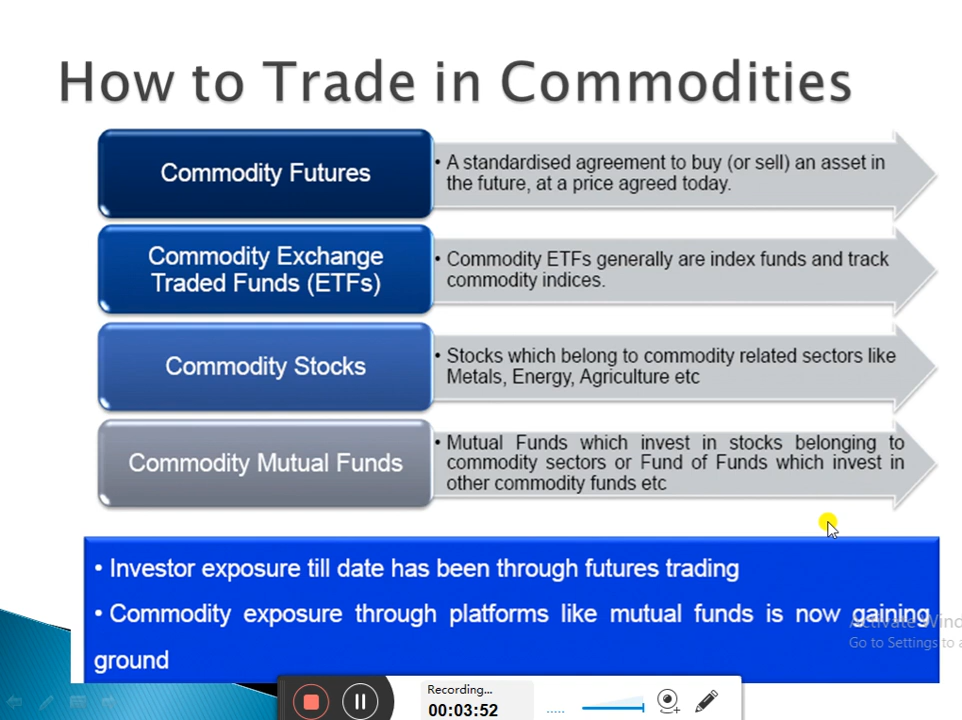 How to Trade in Commodities
Commodity Futures
• A standardised agreement to buy (or sell) an asset in
the future, at a price agreed today.
Commodity Exchange
Traded Funds (ETFs)
• Commodity ETFs generally are index funds and track
commodity indices.
Commodity Stocks
• Stocks which belong to commodity related sectors like
Metals, Energy, Agriculture etc
Commodity Mutual Funds
• Mutual Funds which invest in stocks belonging to
commodity sectors or Fund of Funds which invest in
other commodity funds etc
• Investor exposure till date has been through futures trading
• Commodity exposure through platforms like mutual funds is now gaining
ground
Activate Wind
Go to Settings to a
Recording...
00:03:52